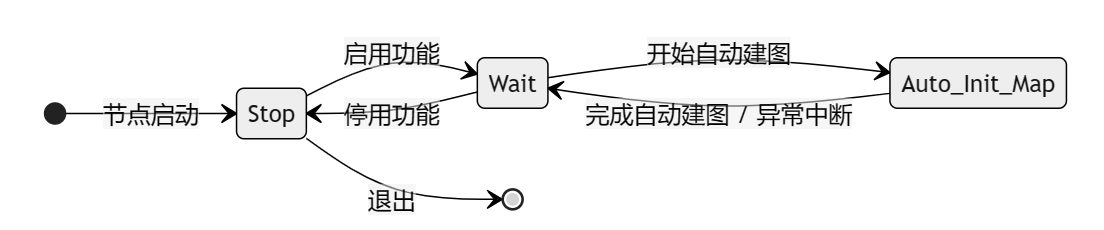 节点启动
Stop
启用功能
停用功能
退出
Wait
开始自动建图
完成自动建图 / 异常中断
Auto_Init_Map